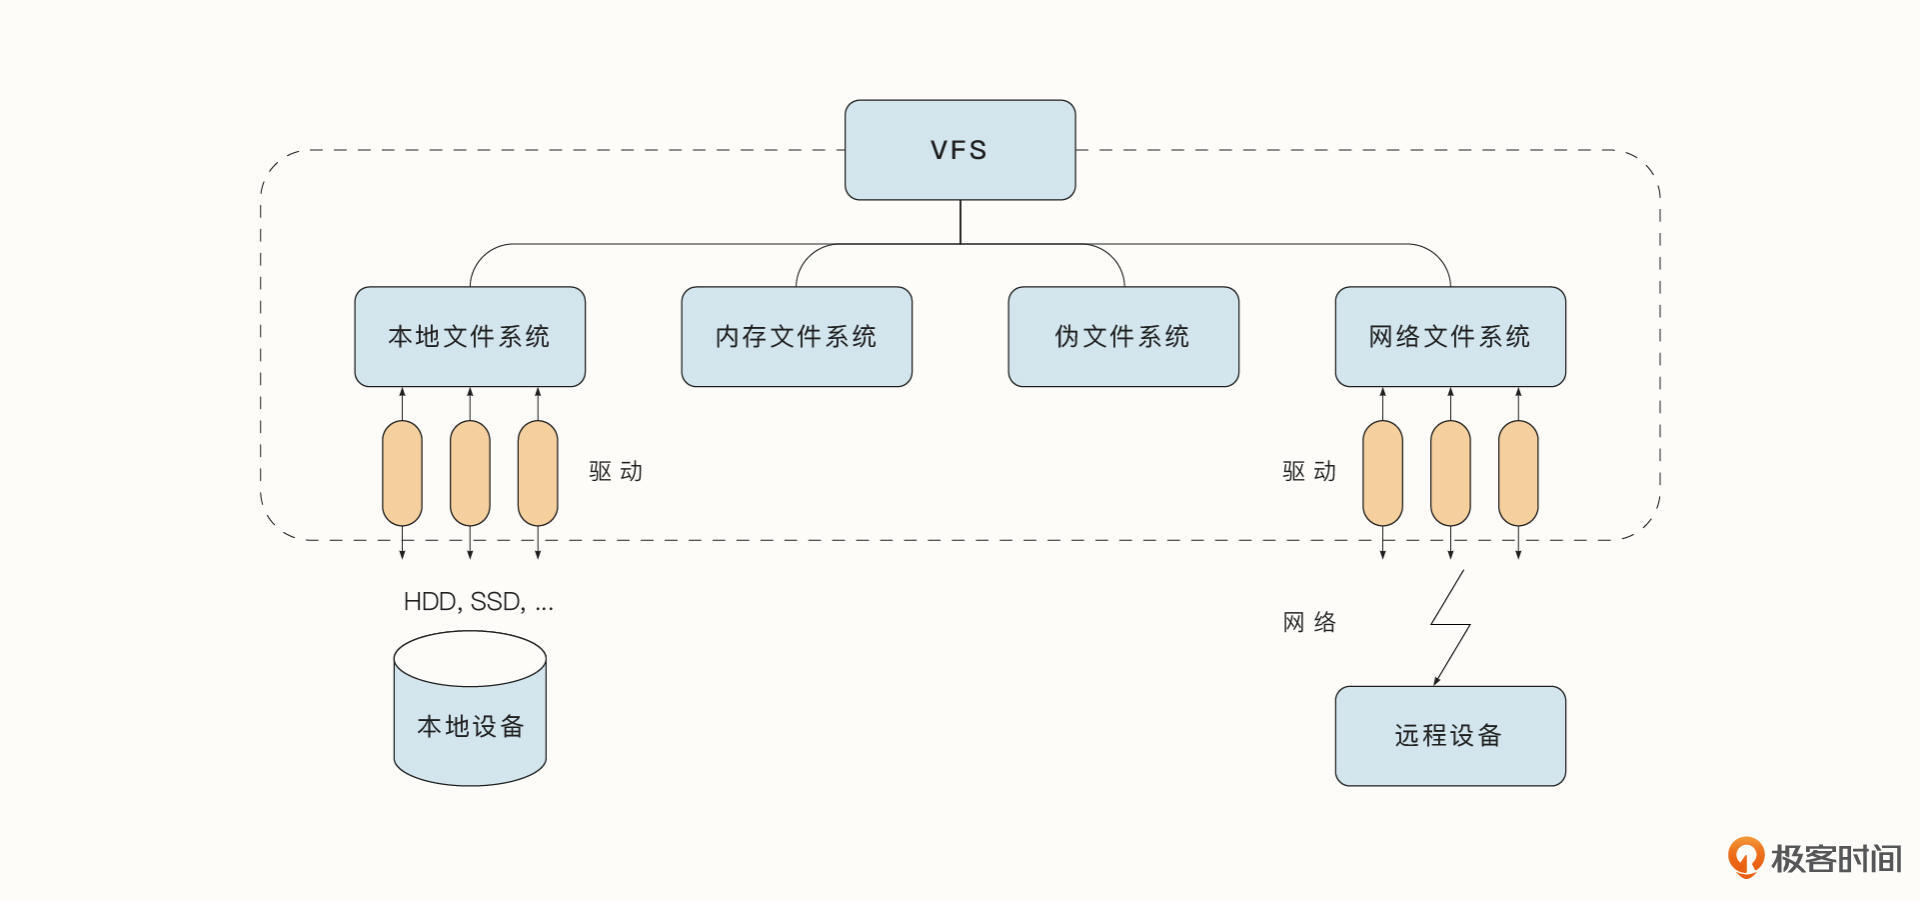 VFS
本地文件系统
内存文件系统
伪文件系统
网络文件系统
驱动
驱动
HDD, SSD, ...
网络
本地设备
远程设备
极客时间